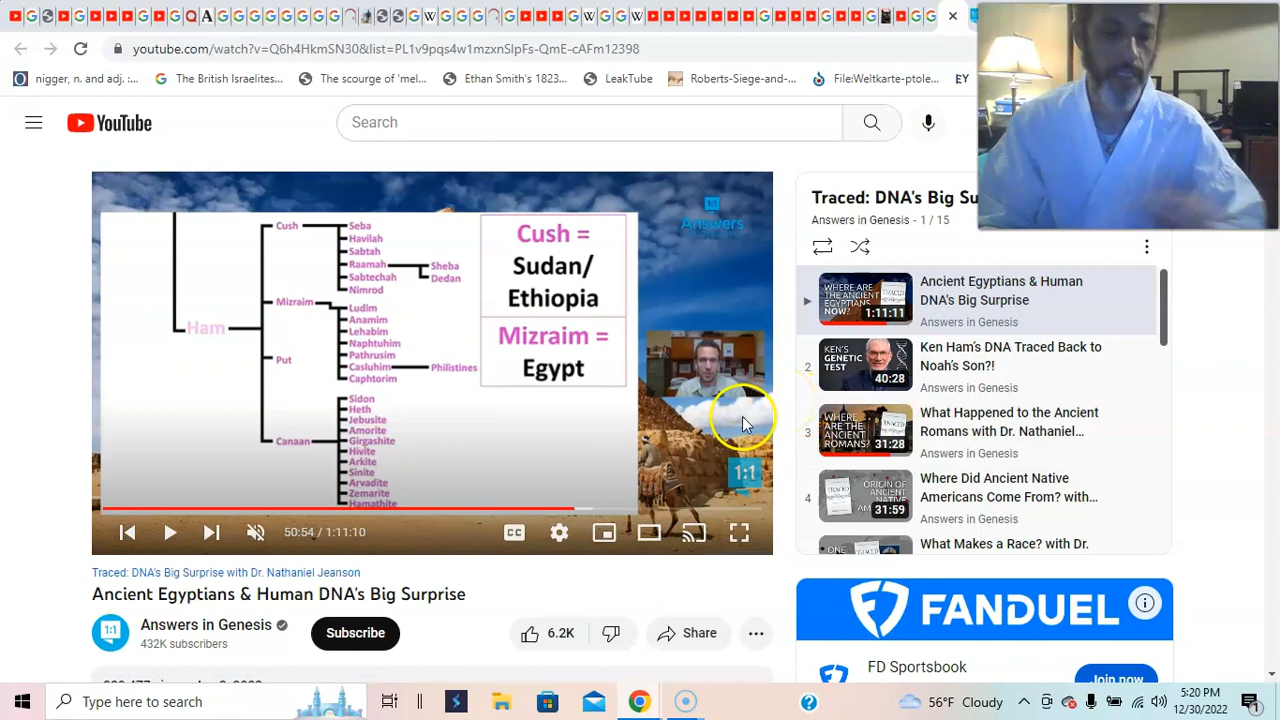 youtube.com/watch?v=Q6h4HkmSN30&list=PL1v9pqs4w1mzxnSlpFs-QmE-cAFm12398
nigger, n. and adj. :...
The British Israelites...
The scourge of 'mel...
Ethan Smith's 1823...
LeakTube
Roberts-Siege-and-...
File:Weltkarte-ptole...
EY
YouTube
Search
Ham
Cush
Seba
Havilah
Sabtah
Raamah
Sheba
Dedan
Sabtechah
Nimrod
Mizraim
Ludim
Anamim
Lehabim
Naphtuhim
Pathrusim
Casluhim
Philistines
Caphtorim
Put
Canaan
Sidon
Heth
Jebusite
Amorite
Girgashite
Hivite
Arkite
Sinite
Arvadite
Zemarite
Hamathite
Cush =
Sudan/
Ethiopia
Mizraim =
Egypt
1:1
Answers
1:1
CC
50:54 / 1:11:10
Traced: DNA's Big Surprise with Dr. Nathaniel Jeanson
Ancient Egyptians & Human DNA's Big Surprise
1:1
Answers in Genesis
432K subscribers
Subscribe
6.2K
Share
Traced: DNA's Big Su
Answers in Genesis - 1 / 15
WHERE ARE
THE ANCIENT
EGYPTIANS
NOW?
1:11:11
Ancient Egyptians & Human
DNA's Big Surprise
Answers in Genesis
2
KEN'S
GENETIC
TEST
40:28
Ken Ham's DNA Traced Back to
Noah's Son?!
Answers in Genesis
3
WHERE
ARE THE
ANCIENT
ROMANS?
31:28
What Happened to the Ancient
Romans with Dr. Nathaniel...
Answers in Genesis
4
ORIGIN OF
ANCIENT
31:59
Where Did Ancient Native
Americans Come From? with...
Answers in Genesis
What Makes a Race? with Dr.
FANDUEL
FD Sportsbook
Join now
Type here to search
56°F Cloudy
5:20 PM
12/30/2022